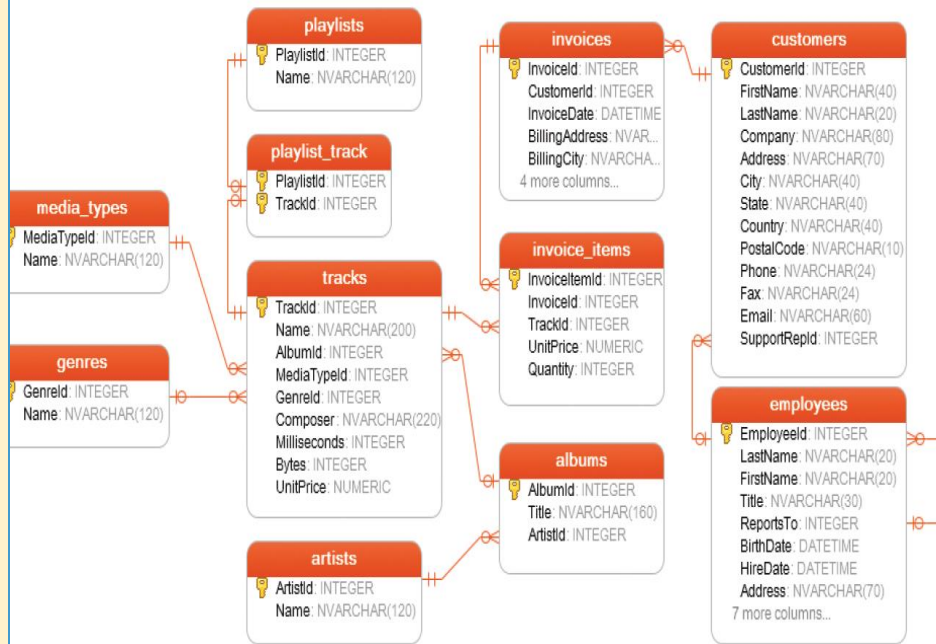 playlists
PlaylistId: INTEGER
Name: NVARCHAR(120)
playlist_track
PlaylistId: INTEGER
TrackId: INTEGER
media_types
MediaTypeId: INTEGER
Name: NVARCHAR(120)
genres
GenreId: INTEGER
Name: NVARCHAR(120)
tracks
TrackId: INTEGER
Name: NVARCHAR(200)
AlbumId: INTEGER
MediaTypeId: INTEGER
GenreId: INTEGER
Composer: NVARCHAR(220)
Milliseconds: INTEGER
Bytes: INTEGER
UnitPrice: NUMERIC
artists
ArtistId: INTEGER
Name: NVARCHAR(120)
invoices
InvoiceId: INTEGER
CustomerId: INTEGER
InvoiceDate: DATETIME
BillingAddress: NVAR...
BillingCity: NVARCHA...
4 more columns...
invoice_items
InvoiceItemId: INTEGER
InvoiceId: INTEGER
TrackId: INTEGER
UnitPrice: NUMERIC
Quantity: INTEGER
albums
AlbumId: INTEGER
Title: NVARCHAR(160)
ArtistId: INTEGER
customers
CustomerId: INTEGER
FirstName: NVARCHAR(40)
LastName: NVARCHAR(20)
Company: NVARCHAR(80)
Address: NVARCHAR(70)
City: NVARCHAR(40)
State: NVARCHAR(40)
Country: NVARCHAR(40)
PostalCode: NVARCHAR(10)
Phone: NVARCHAR(24)
Fax: NVARCHAR(24)
Email: NVARCHAR(60)
SupportRepId: INTEGER
employees
EmployeeId: INTEGER
LastName: NVARCHAR(20)
FirstName: NVARCHAR(20)
Title: NVARCHAR(30)
ReportsTo: INTEGER
BirthDate: DATETIME
HireDate: DATETIME
Address: NVARCHAR(70)
7 more columns...